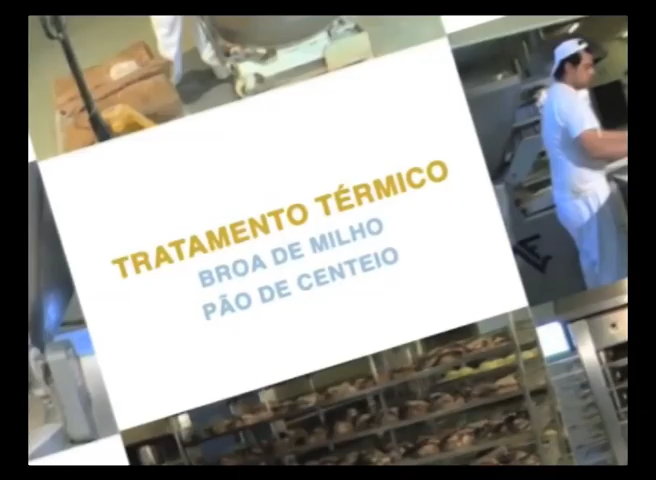 TRATAMENTO TÉRMICO
BROA DE MILHO
PÃO DE CENTEIO